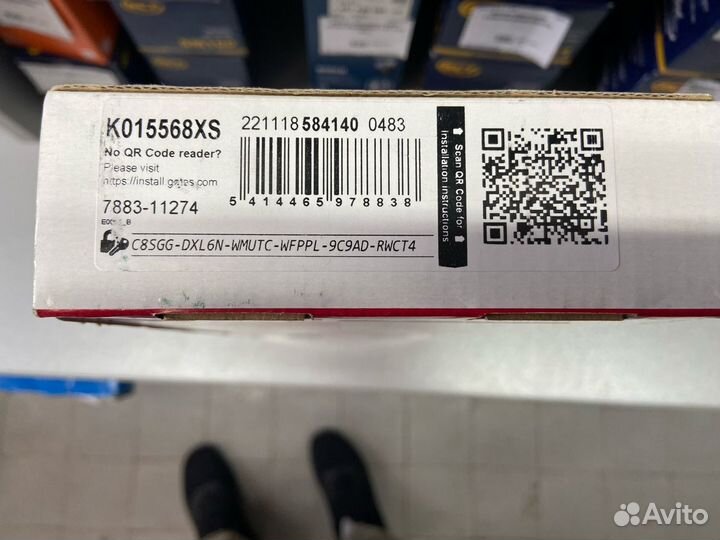 K015568XS
221118 584140 0483
No QR Code reader?
Please visit
https://install.gates.com
5 414465 978838
7883-11274
C8SGG-DXL6N-WMUTC-WFPPL-9C9AD-RWCT4
Scan QR Code for
installation instructions
Avito